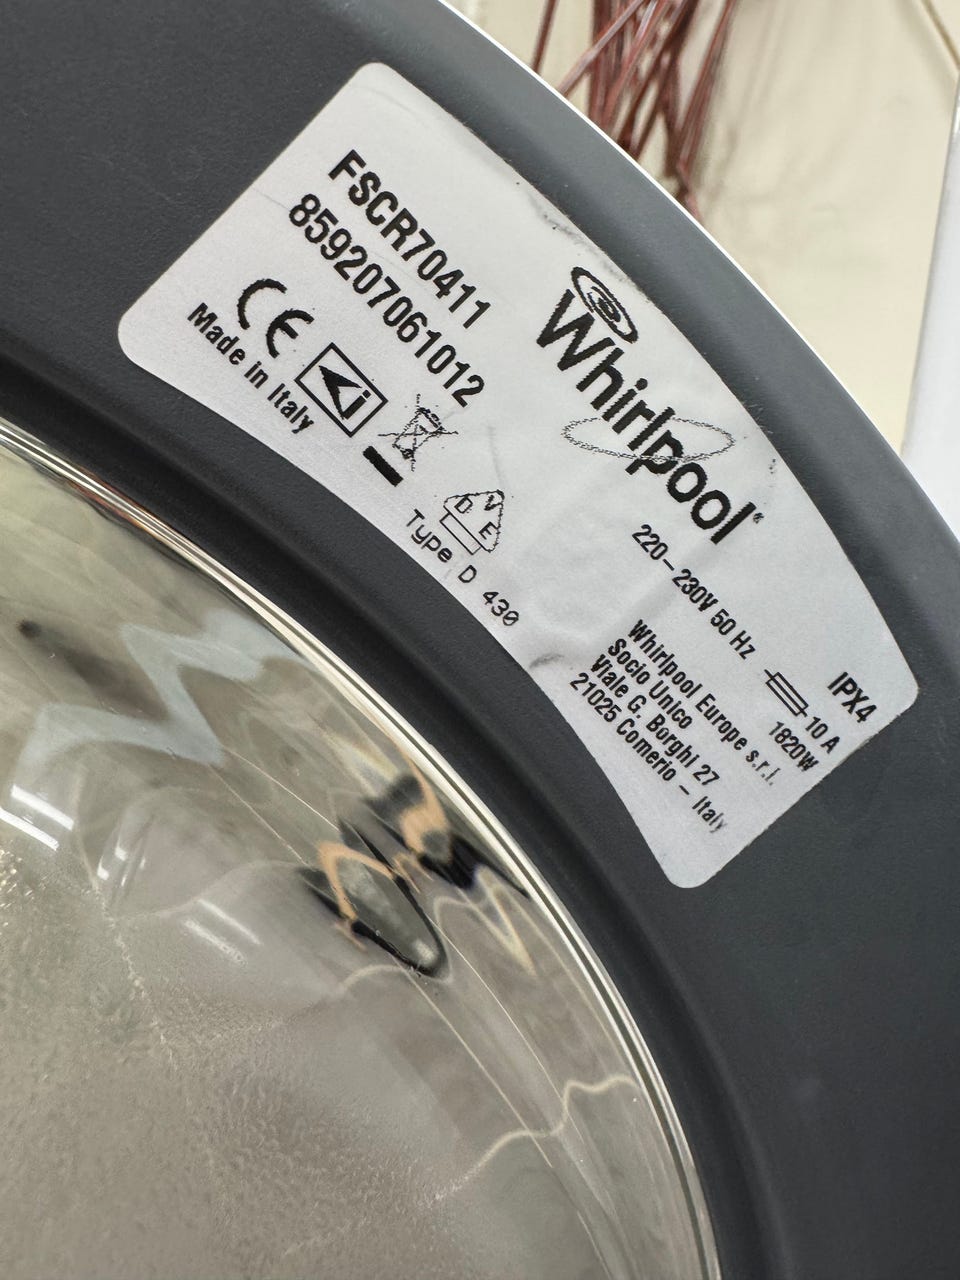 FSCR70411
859207061012
CE
Made in Italy
i
D V E
Type D 430
Whirlpool®
220-230V 50 Hz
10 A
IPX4
1820W
Whirlpool Europe s.r.l.
Socio Unico
Viale G. Borghi 27
21025 Comerio - Italy